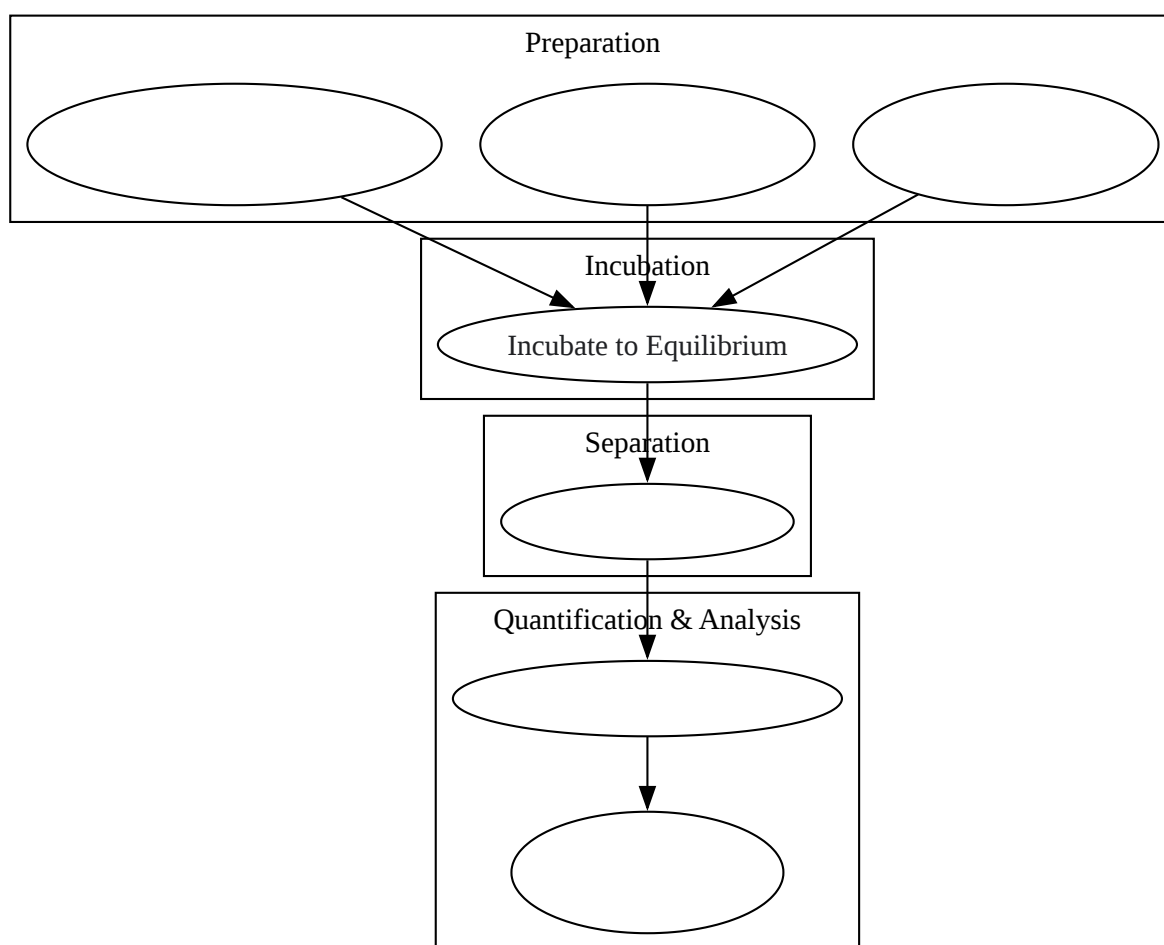 Preparation
Incubation
Incubate to Equilibrium
Separation
Quantification & Analysis